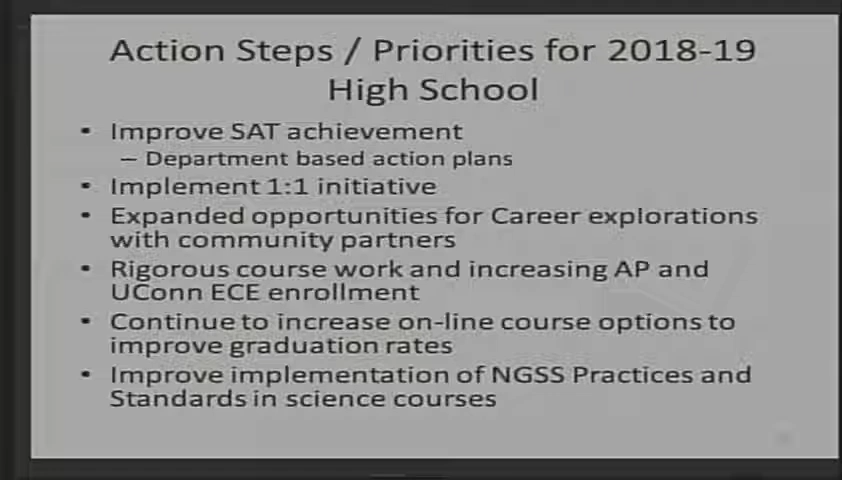 Action Steps / Priorities for 2018-19
High School
• Improve SAT achievement
– Department based action plans
• Implement 1:1 initiative
• Expanded opportunities for Career explorations
with community partners
• Rigorous course work and increasing AP and
UConn ECE enrollment
• Continue to increase on-line course options to
improve graduation rates
• Improve implementation of NGSS Practices and
Standards in science courses